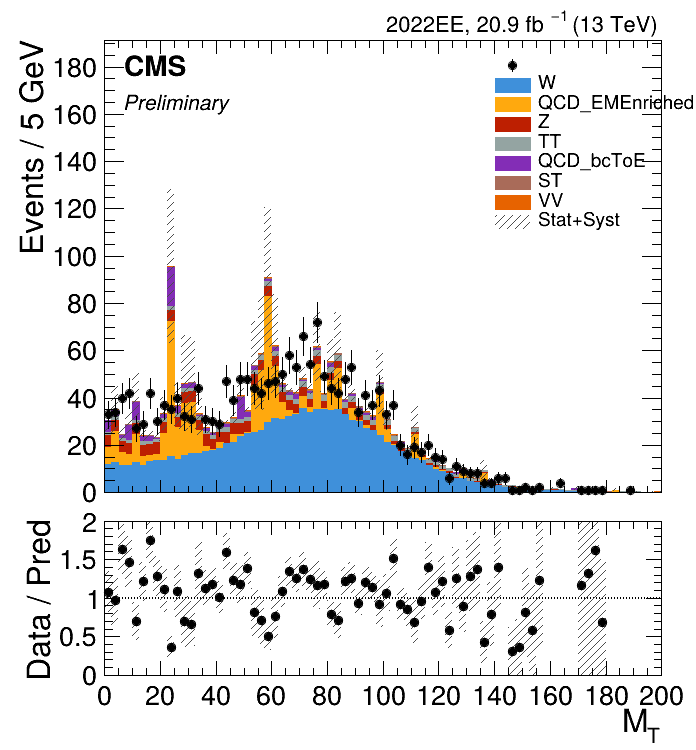 2022EE, 20.9 fb⁻¹ (13 TeV)
CMS
Preliminary
W
QCD_EMEnriched
Z
TT
QCD_bcToE
ST
VV
Stat+Syst
Events / 5 GeV
180
160
140
120
100
80
60
40
20
0
Data / Pred
2
1.5
1
0.5
0
0 20 40 60 80 100 120 140 160 180 200
M_T